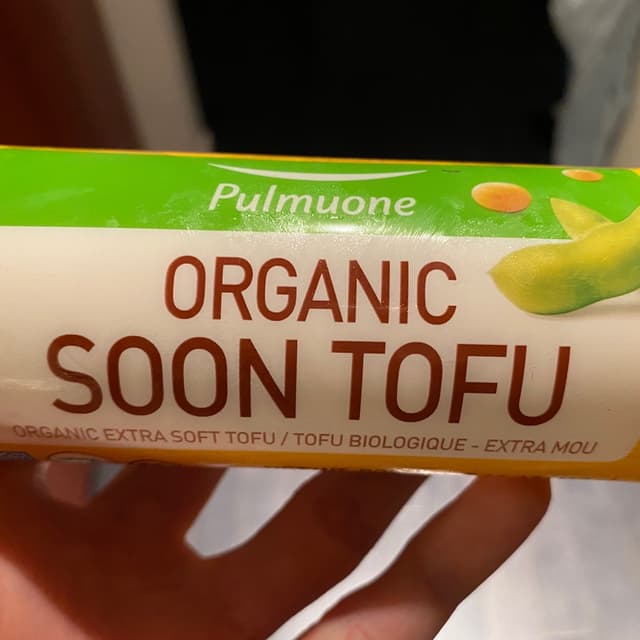 Pulmuone
ORGANIC
SOON TOFU
ORGANIC EXTRA SOFT TOFU / TOFU BIOLOGIQUE - EXTRA MOU